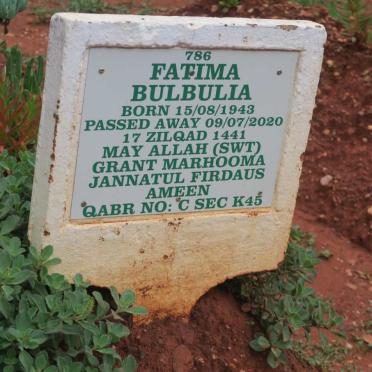 786
FATIMA
BULBULIA
BORN 15/08/1943
PASSED AWAY 09/07/2020
17 ZILQAD 1441
MAY ALLAH (SWT)
GRANT MARHOOMA
JANNATUL FIRDAUS
AMEEN
QABR NO: C SEC K45